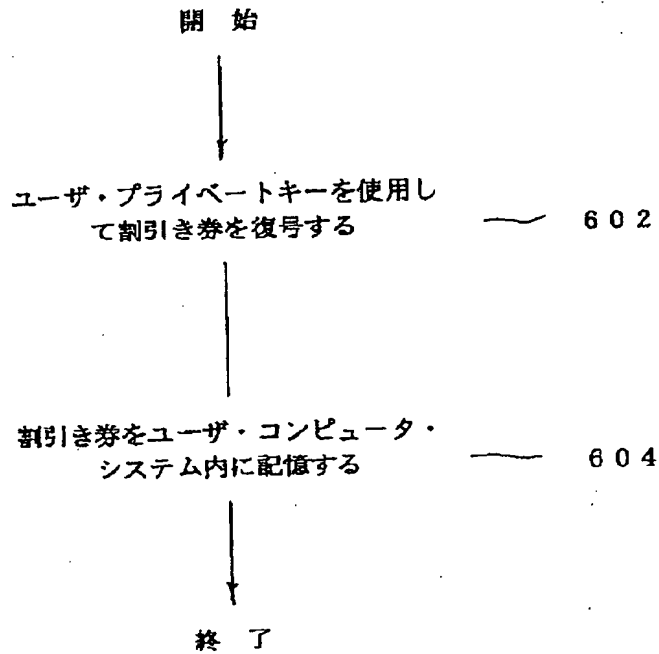 開 始
ユーザ・プライベートキーを使用し
て割引き券を復号する
602
割引き券をユーザ・コンピュータ・
システム内に記憶する
604
終 了